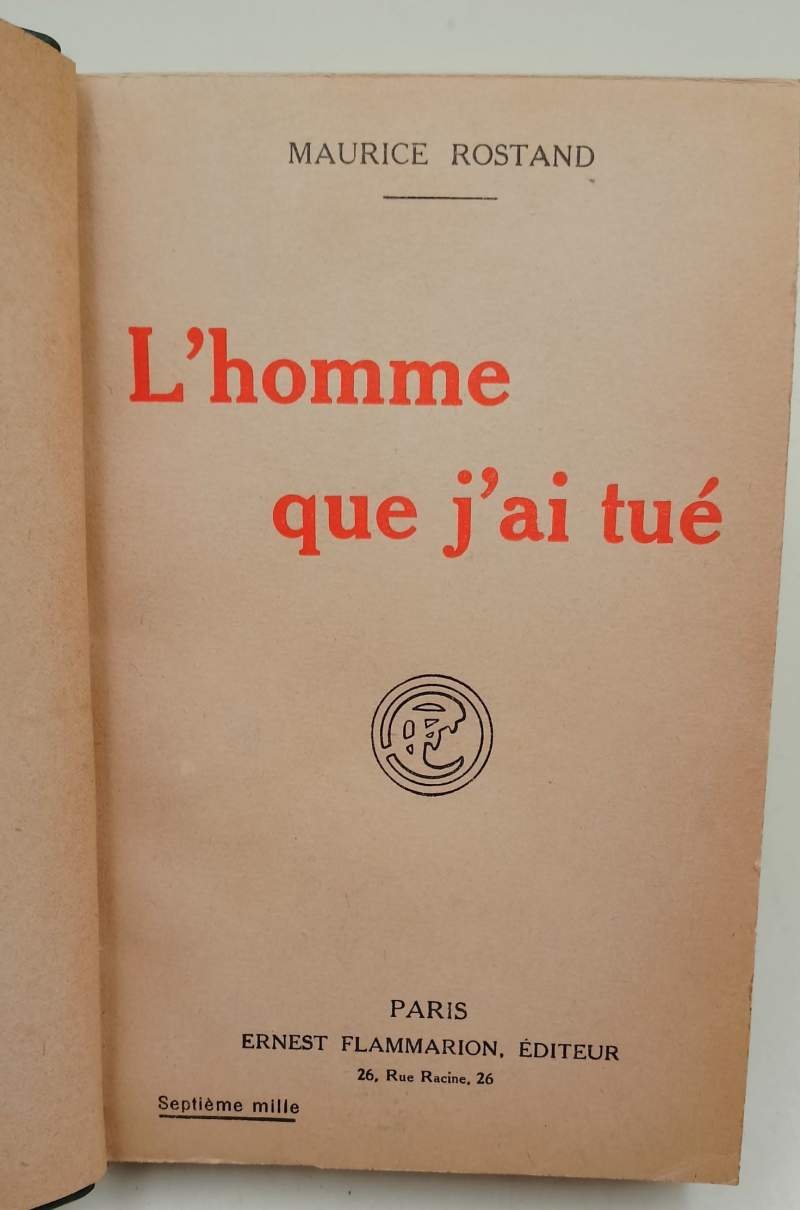 MAURICE ROSTAND
L'homme
que j'ai tué
PARIS
ERNEST FLAMMARION, ÉDITEUR
26, Rue Racine, 26
Septième mille